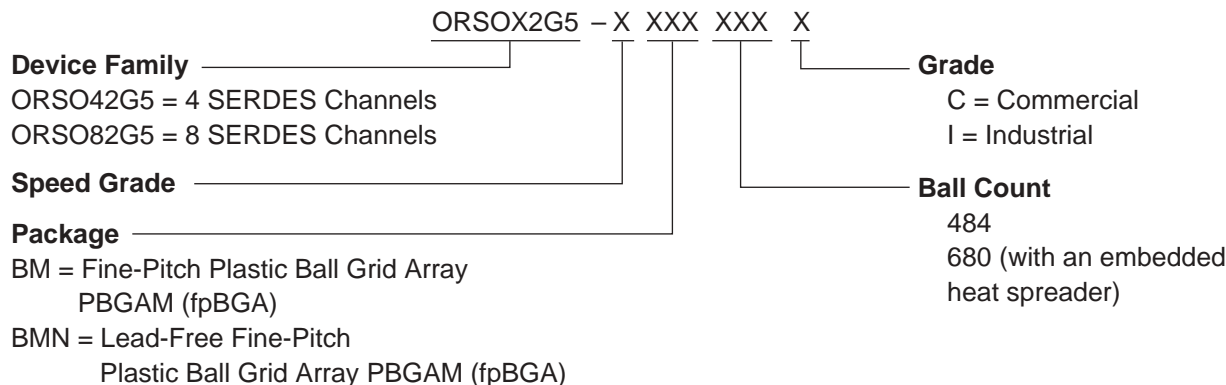 ORSOX2G5 – X XXX XXX X
Device Family
ORSO42G5 = 4 SERDES Channels
ORSO82G5 = 8 SERDES Channels
Speed Grade
Package
BM = Fine-Pitch Plastic Ball Grid Array
PBGAM (fpBGA)
BMN = Lead-Free Fine-Pitch
Plastic Ball Grid Array PBGAM (fpBGA)
Grade
C = Commercial
I = Industrial
Ball Count
484
680 (with an embedded
heat spreader)